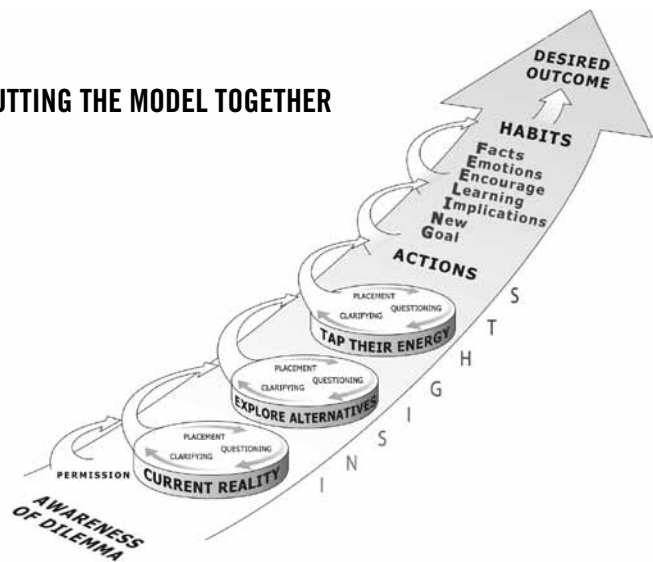 UTTING THE MODEL TOGETHER
DESIRED
OUTCOME
HABITS
Facts
Emotions
Encourage
Learning
Implications
New
Goal
ACTIONS
PLACEMENT
CLARIFYING QUESTIONING
TAP THEIR ENERGY
PLACEMENT
CLARIFYING QUESTIONING
EXPLORE ALTERNATIVES
PLACEMENT
CLARIFYING QUESTIONING
CURRENT REALITY
PERMISSION
AWARENESS
OF DILEMMA
INSIGHTS